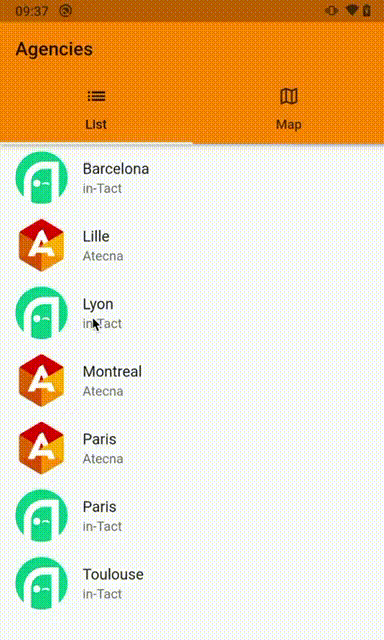 09:37
Agencies
List
Map
Barcelona
in-Tact
Lille
Atecna
Lyon
in-Tact
Montreal
Atecna
Paris
Atecna
Paris
in-Tact
Toulouse
in-Tact